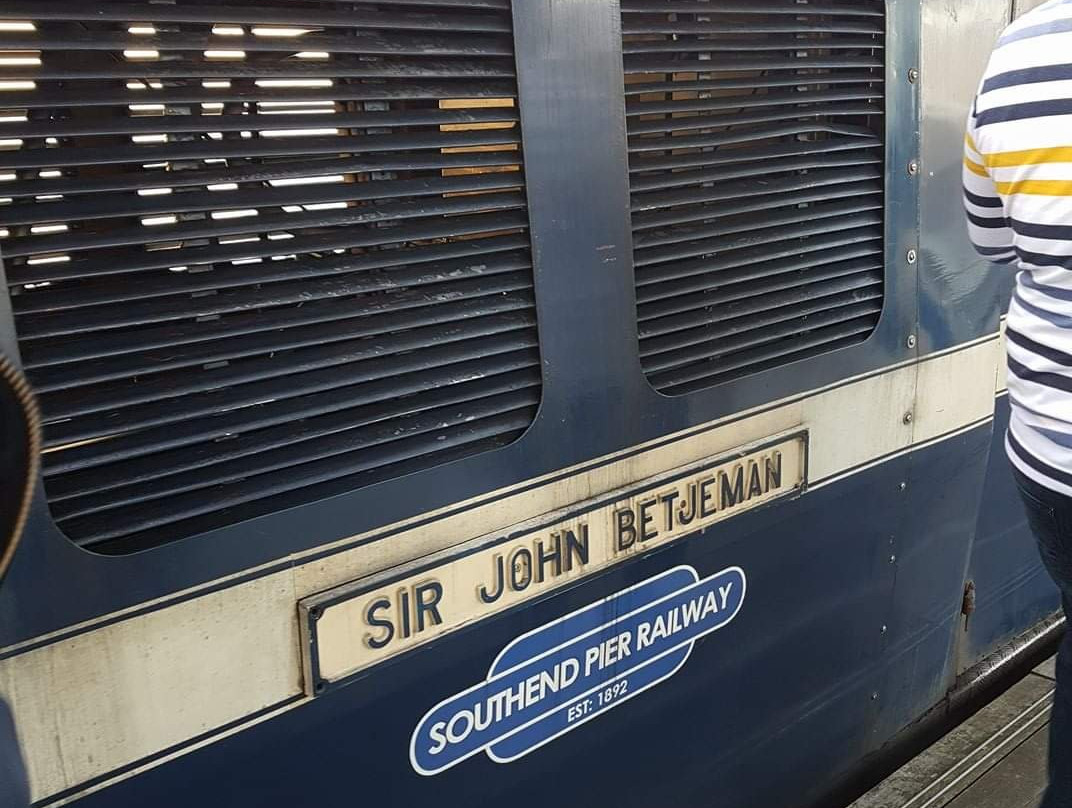 SIR JOHN BETJEMAN
SOUTHEND PIER RAILWAY
EST: 1892